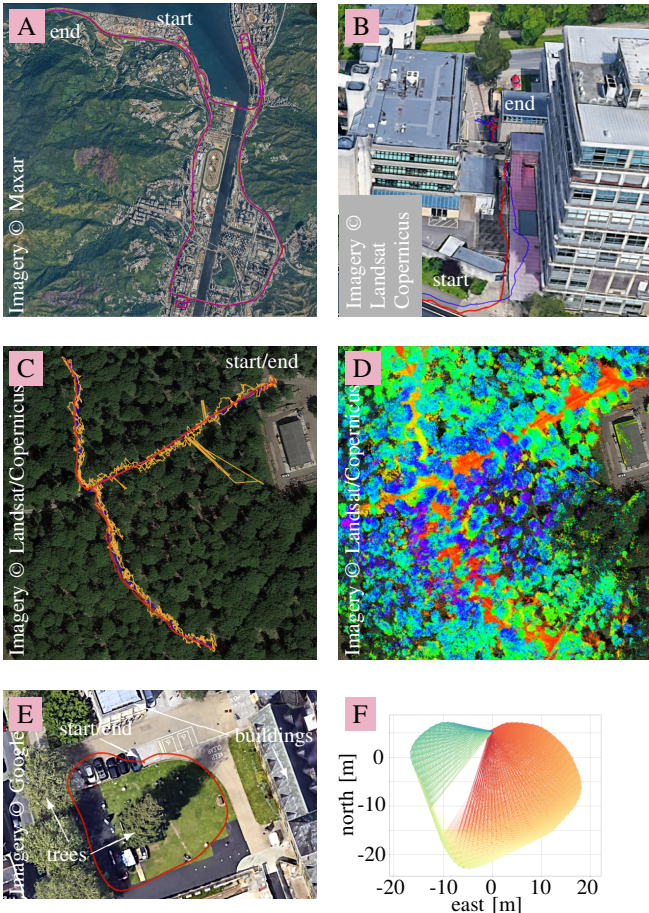 A
start
end
Imagery © Maxar
B
end
Imagery ©
Landsat
Copernicus
start
C
start/end
Imagery © Landsat/Copernicus
D
Imagery © Landsat/Copernicus
E
start/end
buildings
Imagery © Google
trees
F
north [m]
0
-10
-20
-20
-10
0
10
20
east [m]